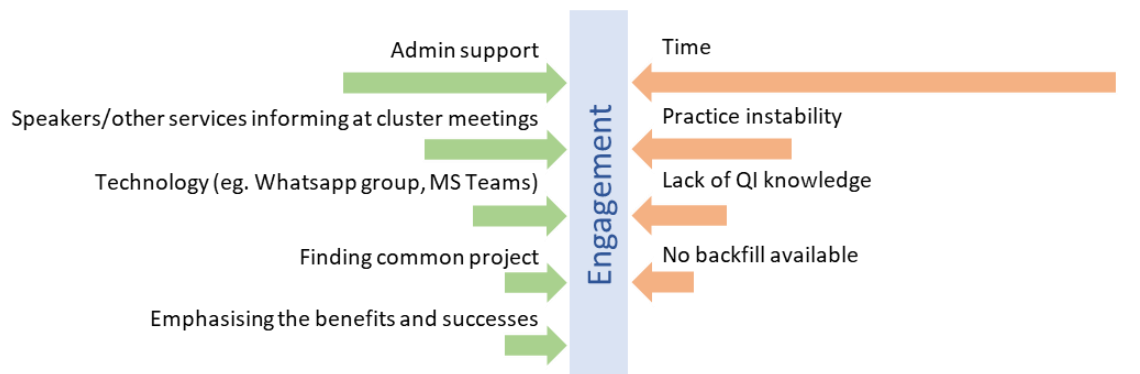 Admin support
Speakers/other services informing at cluster meetings
Technology (eg. Whatsapp group, MS Teams)
Finding common project
Emphasising the benefits and successes
Engagement
Time
Practice instability
Lack of QI knowledge
No backfill available